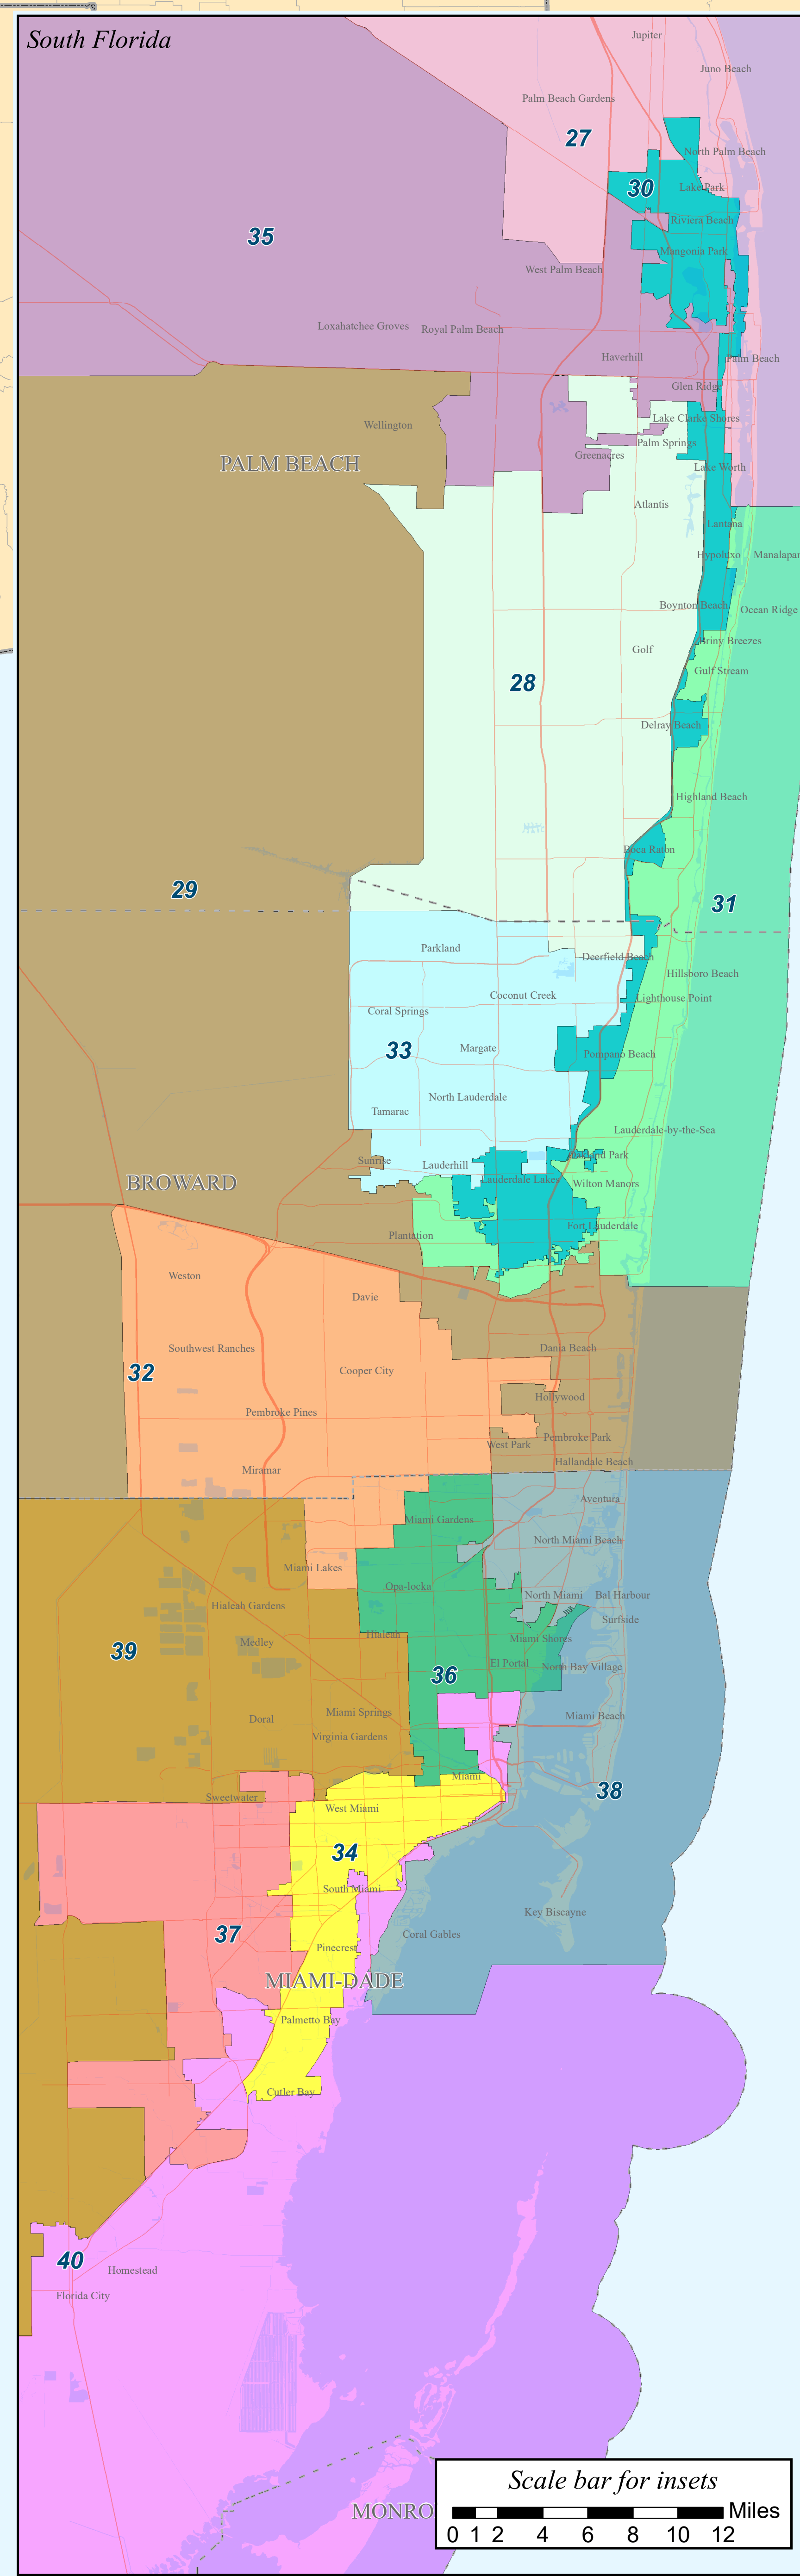 South Florida
Jupiter
Juno Beach
Palm Beach Gardens
27
North Palm Beach
30
Lake Park
Riviera Beach
35
Mangonia Park
West Palm Beach
Loxahatchee Groves
Royal Palm Beach
Haverhill
Palm Beach
Glen Ridge
Lake Clarke Shores
Wellington
Palm Springs
Greenacres
PALM BEACH
Lake Worth
Atlantis
Lantana
Hypoluxo
Manalapan
Boynton Beach
Ocean Ridge
Briny Breezes
Golf
Gulf Stream
28
Delray Beach
Highland Beach
Boca Raton
29
31
Parkland
Deerfield Beach
Hillsboro Beach
Coconut Creek
Lighthouse Point
Coral Springs
33
Margate
Pompano Beach
North Lauderdale
Tamarac
Lauderdale-by-the-Sea
Oakland Park
Sunrise
Lauderhill
BROWARD
Lauderdale Lakes
Wilton Manors
Fort Lauderdale
Plantation
Weston
Davie
Southwest Ranches
Dania Beach
32
Cooper City
Hollywood
Pembroke Pines
Pembroke Park
West Park
Hallandale Beach
Miramar
Aventura
Miami Gardens
North Miami Beach
Miami Lakes
Opa-locka
North Miami
Bal Harbour
Hialeah Gardens
Surfside
Hialeah
Miami Shores
Medley
39
El Portal
North Bay Village
36
Miami Springs
Miami Beach
Doral
Virginia Gardens
Miami
38
Sweetwater
West Miami
34
South Miami
Key Biscayne
37
Coral Gables
Pinecrest
MIAMI-DADE
Palmetto Bay
Cutler Bay
40
Homestead
Florida City
Scale bar for insets
Miles
0 1 2 4 6 8 10 12
MONRO